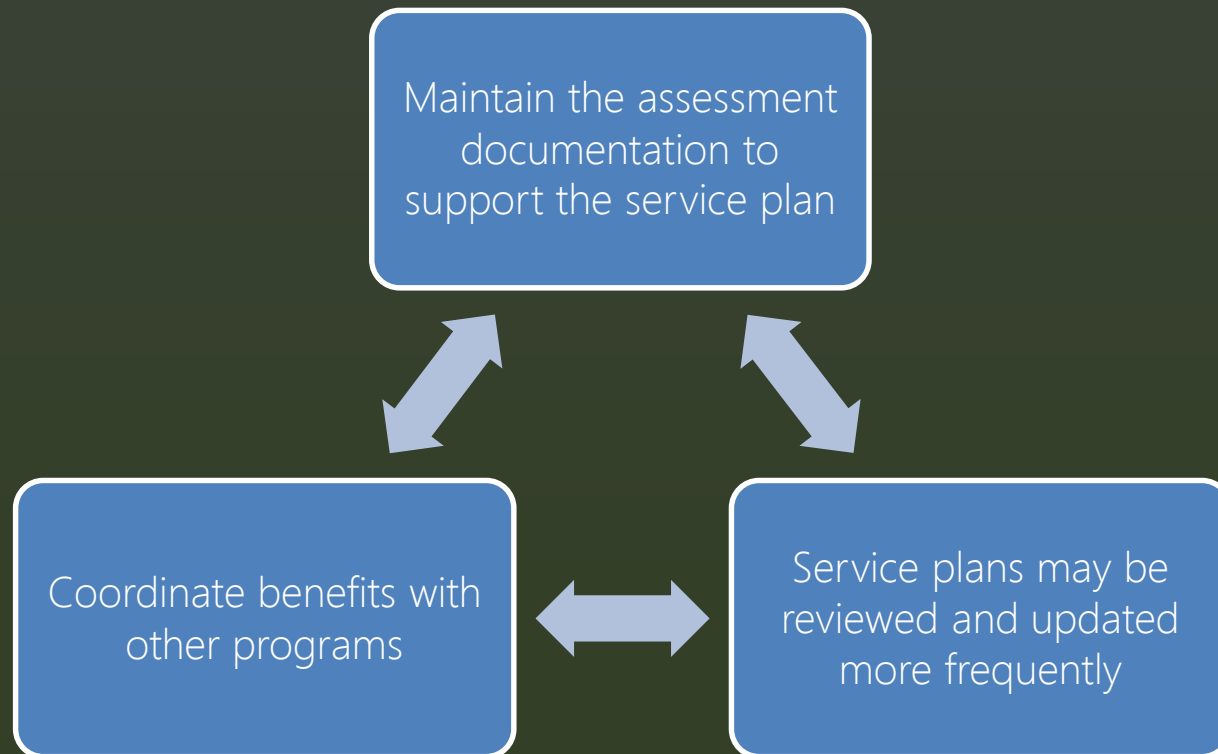 Maintain the assessment
documentation to
support the service plan
Coordinate benefits with
other programs
Service plans may be
reviewed and updated
more frequently